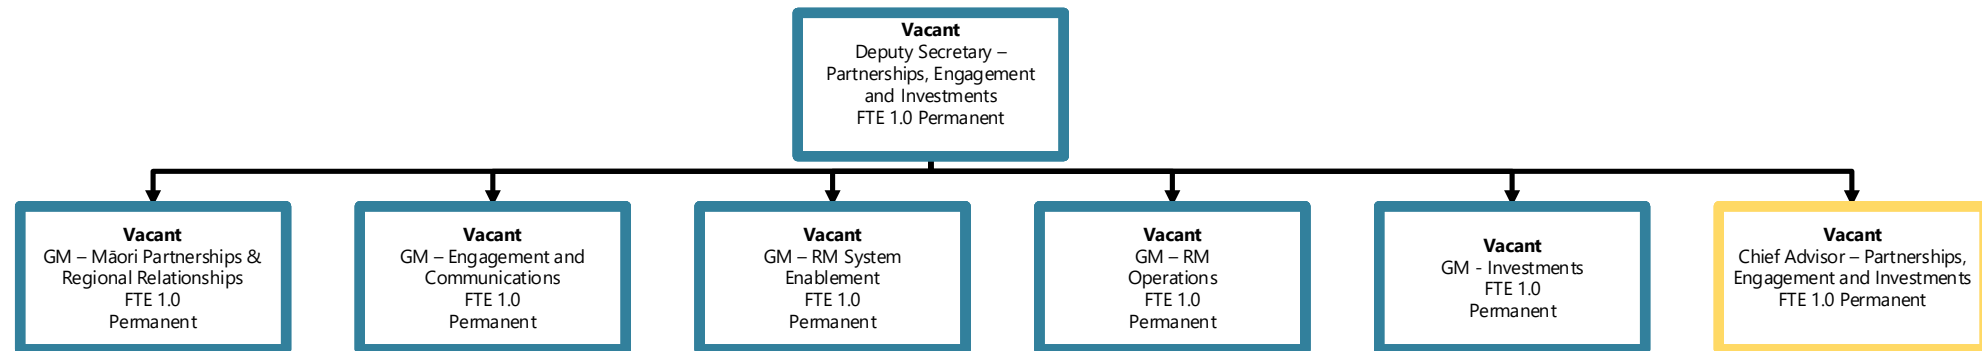 Vacant
Deputy Secretary –
Partnerships, Engagement
and Investments
FTE 1.0 Permanent
Vacant
GM – Māori Partnerships &
Regional Relationships
FTE 1.0
Permanent
Vacant
GM – Engagement and
Communications
FTE 1.0
Permanent
Vacant
GM – RM System
Enablement
FTE 1.0
Permanent
Vacant
GM – RM
Operations
FTE 1.0
Permanent
Vacant
GM - Investments
FTE 1.0
Permanent
Vacant
Chief Advisor – Partnerships,
Engagement and Investments
FTE 1.0 Permanent